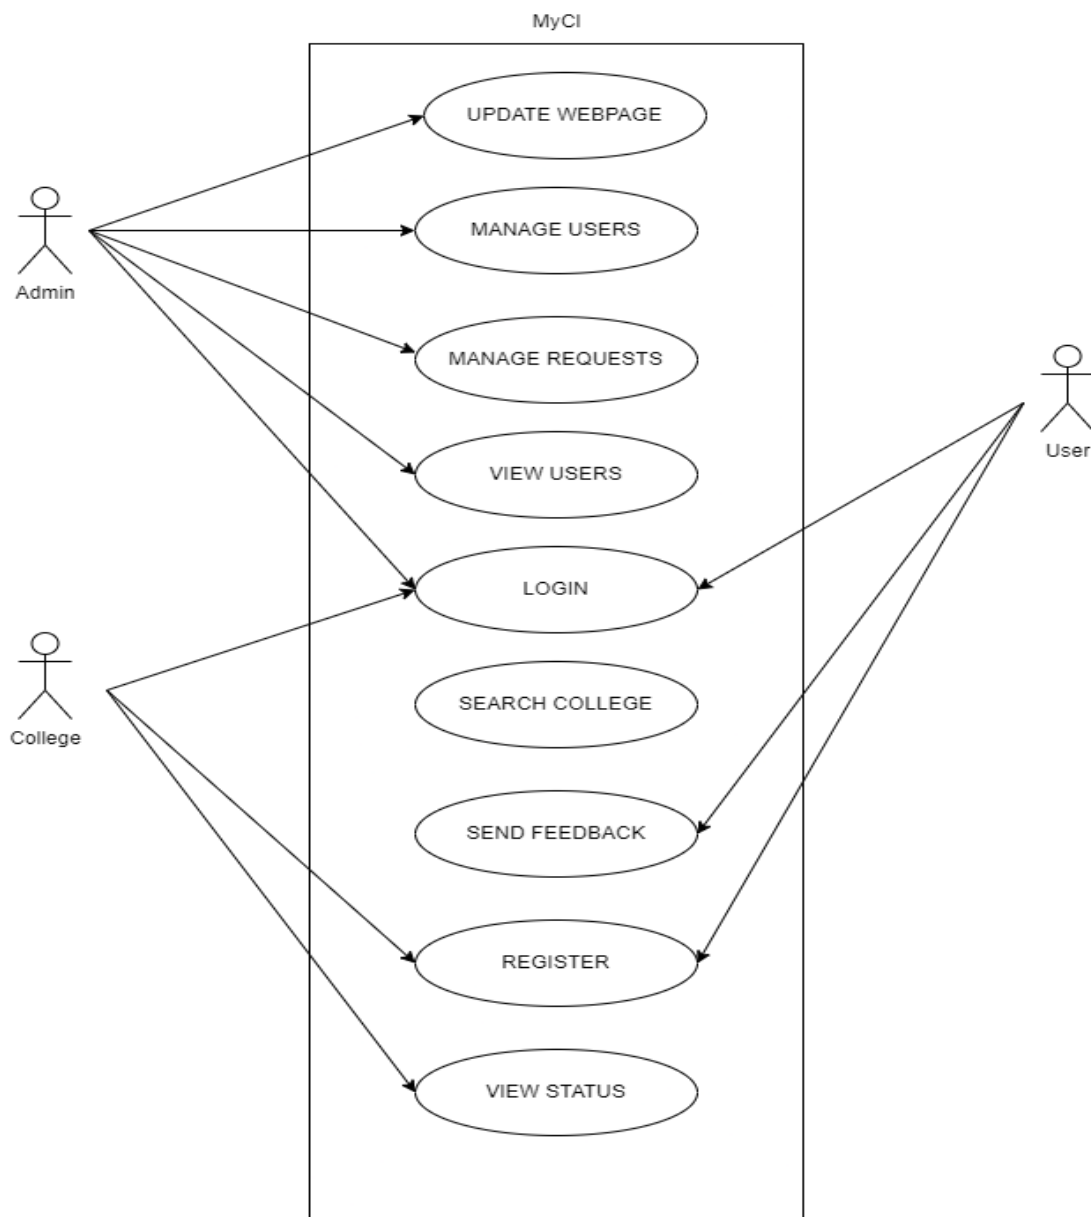 MyCI
UPDATE WEBPAGE
MANAGE USERS
Admin
MANAGE REQUESTS
User
VIEW USERS
LOGIN
SEARCH COLLEGE
College
SEND FEEDBACK
REGISTER
VIEW STATUS